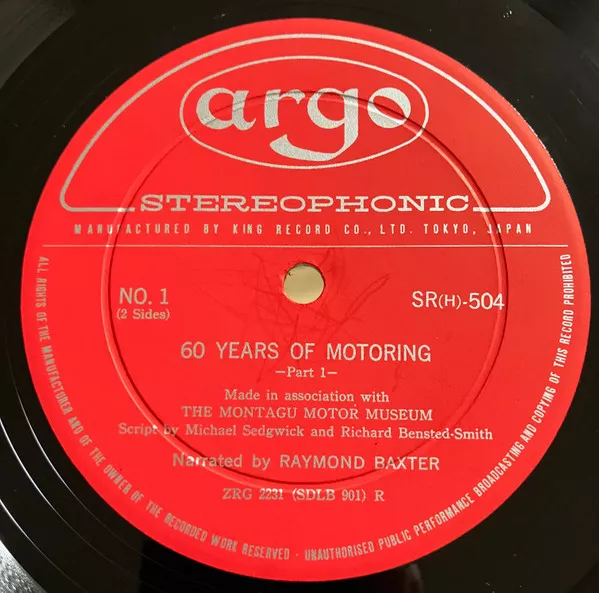 argo
STEREOPHONIC
MANUFACTURED BY KING RECORD CO., LTD. TOKYO, JAPAN
NO. 1
(2 Sides)
SR(H)-504
60 YEARS OF MOTORING
—Part 1—
Made in association with
THE MONTAGU MOTOR MUSEUM
Script by Michael Sedgwick and Richard Bensted-Smith
Narrated by RAYMOND BAXTER
ZRG 2231 (SDLB 901) R
ALL RIGHTS OF THE MANUFACTURER AND OF THE OWNER OF THE RECORDED WORK RESERVED · UNAUTHORISED PUBLIC PERFORMANCE BROADCASTING AND COPYING OF THIS RECORD PROHIBITED